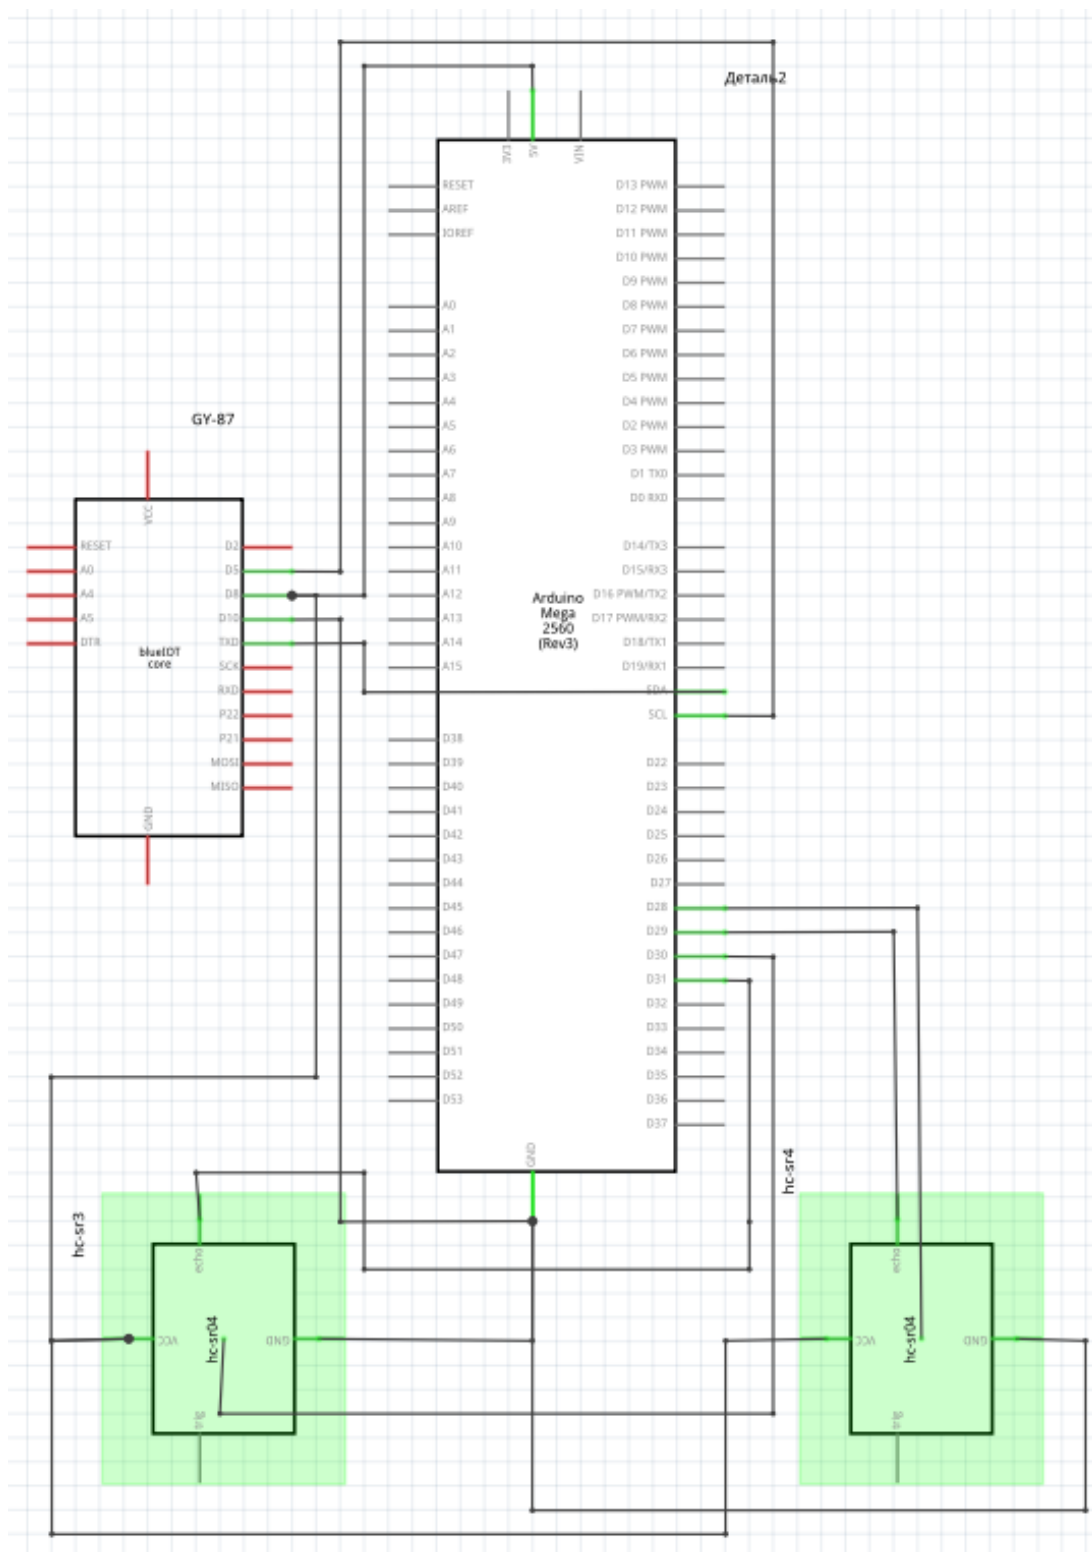 Деталь2
3V3
5V
VIN
RESET
D13 PWM
AREF
D12 PWM
IOREF
D11 PWM
D10 PWM
D9 PWM
A0
D8 PWM
A1
D7 PWM
A2
D6 PWM
A3
D5 PWM
A4
D4 PWM
A5
D2 PWM
A6
D3 PWM
A7
D1 TX0
A8
D0 RX0
A9
A10
D14/TX3
A11
D15/RX3
A12
D16 PWM/TX2
A13
D17 PWM/RX2
A14
D18/TX1
A15
D19/RX1
SDA
SCL
Arduino
Mega
2560
(Rev3)
D38
D39
D22
D40
D23
D41
D24
D42
D25
D43
D26
D44
D27
D45
D28
D46
D29
D47
D30
D48
D31
D49
D32
D50
D33
D51
D34
D52
D35
D53
D36
D37
GND
GY-87
VCC
RESET
D2
A0
D5
A4
D8
A5
D10
DTR
TXD
blueIOT
core
SCK
RXD
P22
P21
MOSI
MISO
GND
hc-sr3
echo
VCC
hc-sr04
GND
trig
hc-sr4
echo
VCC
hc-sr04
GND
trig